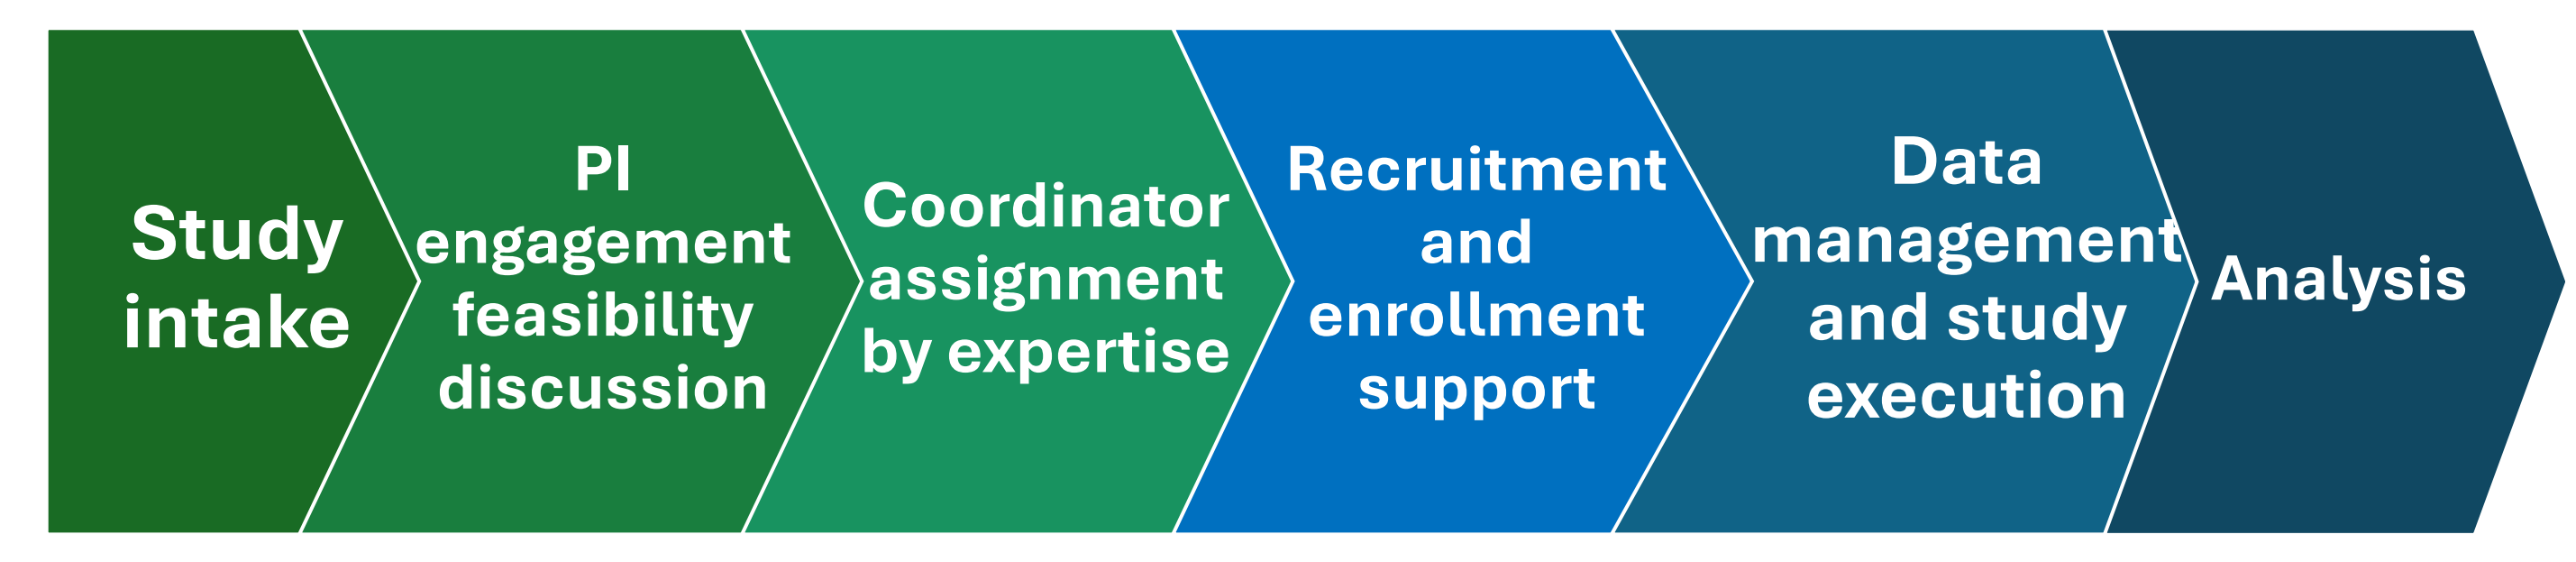 Study
intake
PI
engagement
feasibility
discussion
Coordinator
assignment
by expertise
Recruitment
and
enrollment
support
Data
management
and study
execution
Analysis